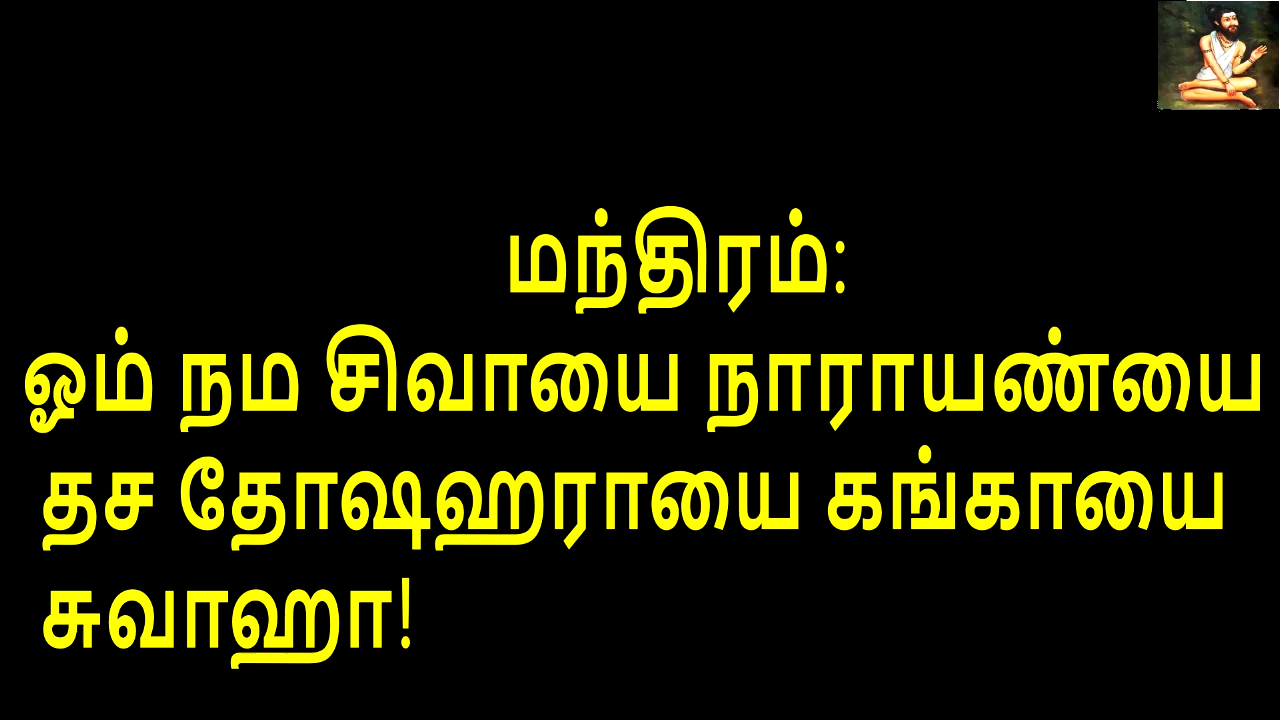 மந்திரம்:
ஓம் நம சிவாயை நாராயண்யை
தச தோஷஹராயை கங்காயை
சுவாஹா!